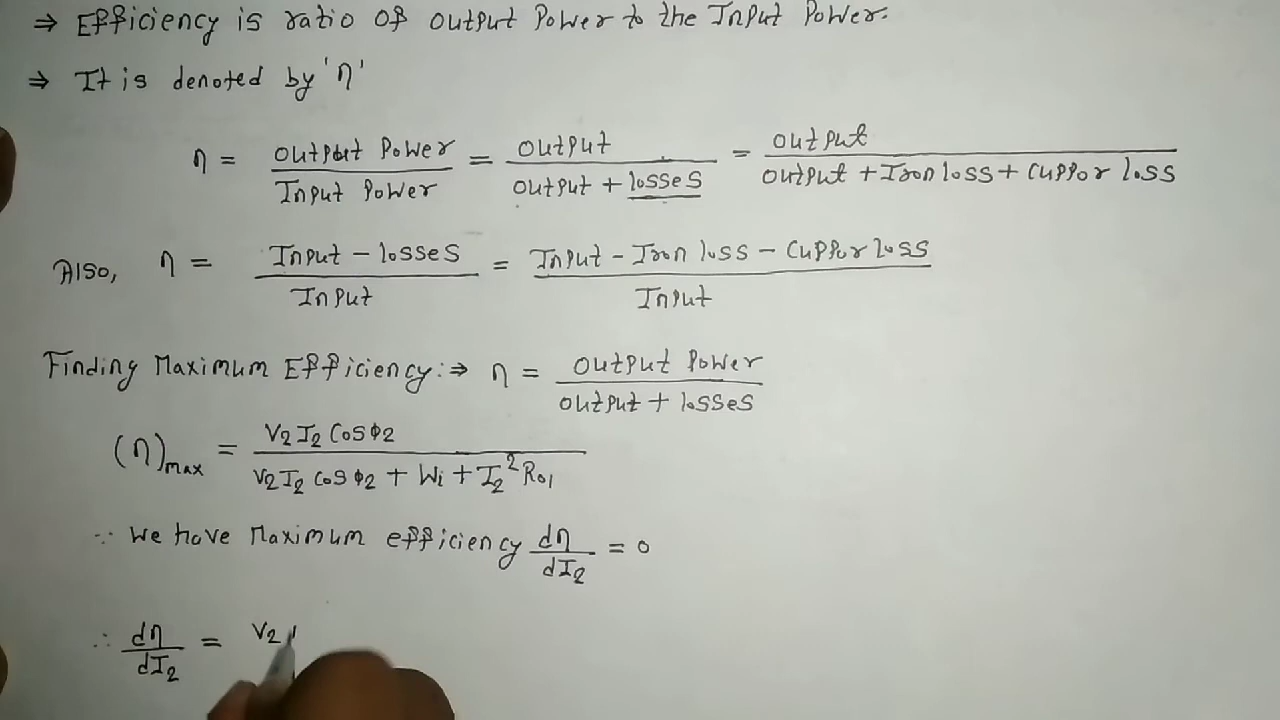 ⇒ Efficiency is ratio of output Power to the Input Power.
⇒ It is denoted by 'η'
η = Output Power / Input Power = Output / Output + losses = Output / Output + Iron loss + Cuppor loss
Also, η = Input - losses / Input = Input - Iron loss - Cuppor loss / Input
Finding Maximum Efficiency:⇒ η = Output Power / Output + losses
(η)max = V2 I2 Cos φ2 / V2 I2 Cos φ2 + Wi + I2² R01
∵ We have Maximum efficiency dη/dI2 = 0
∴ dη/dI2 = V2